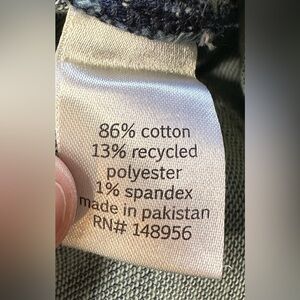 86% cotton
13% recycled
polyester
1% spandex
made in pakistan
RN# 148956